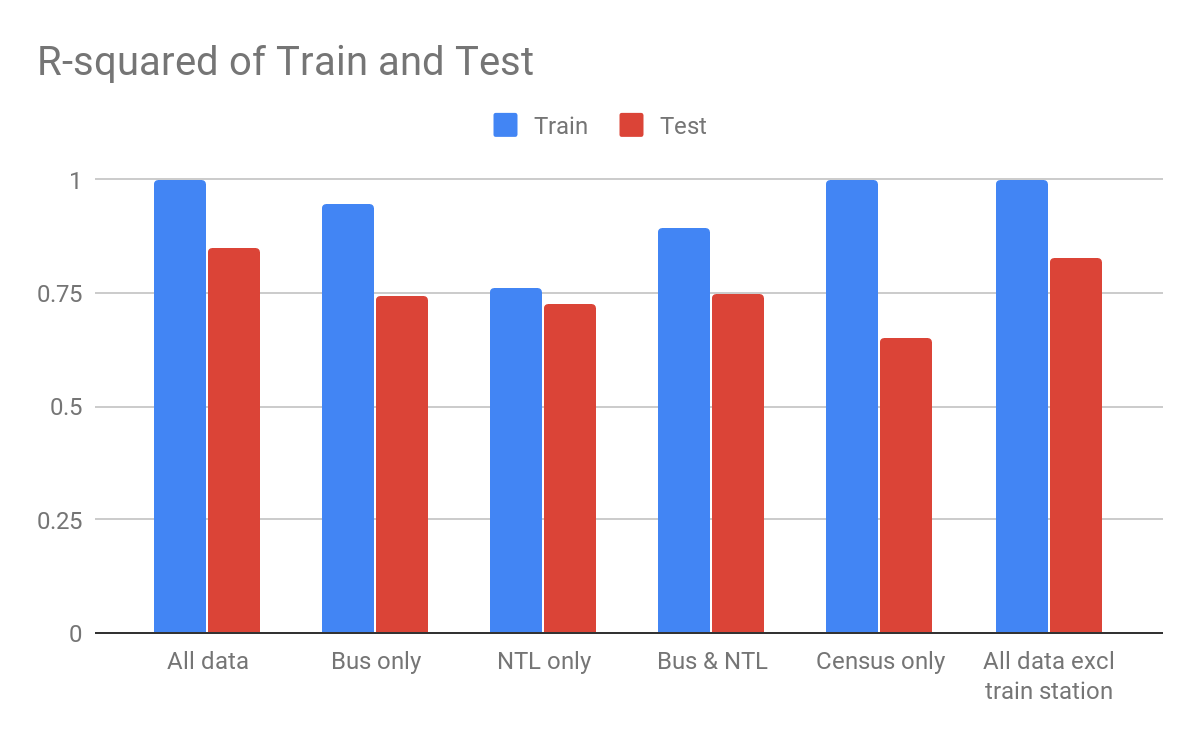 R-squared of Train and Test
Train Test
1
0.75
0.5
0.25
0
All data Bus only NTL only Bus & NTL Census only All data excl
train station